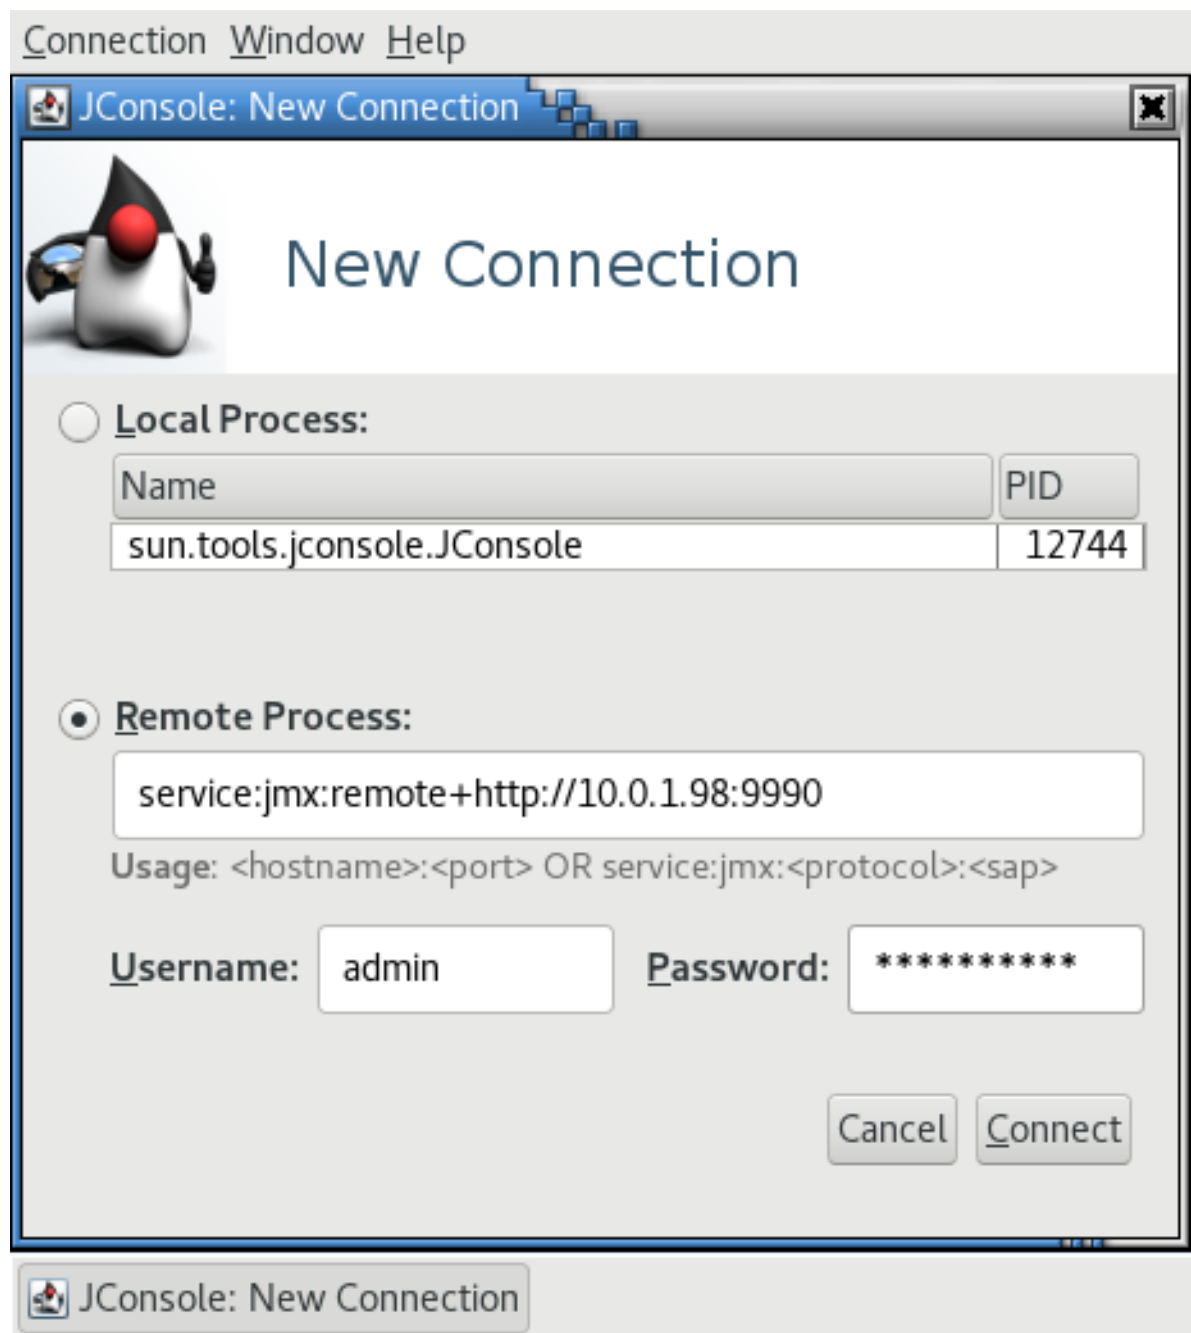 Connection Window Help
JConsole: New Connection
New Connection
Local Process:
Name PID
sun.tools.jconsole.JConsole 12744
Remote Process:
service:jmx:remote+http://10.0.1.98:9990
Usage: <hostname>:<port> OR service:jmx:<protocol>:<sap>
Username: admin Password: **********
Cancel Connect
JConsole: New Connection